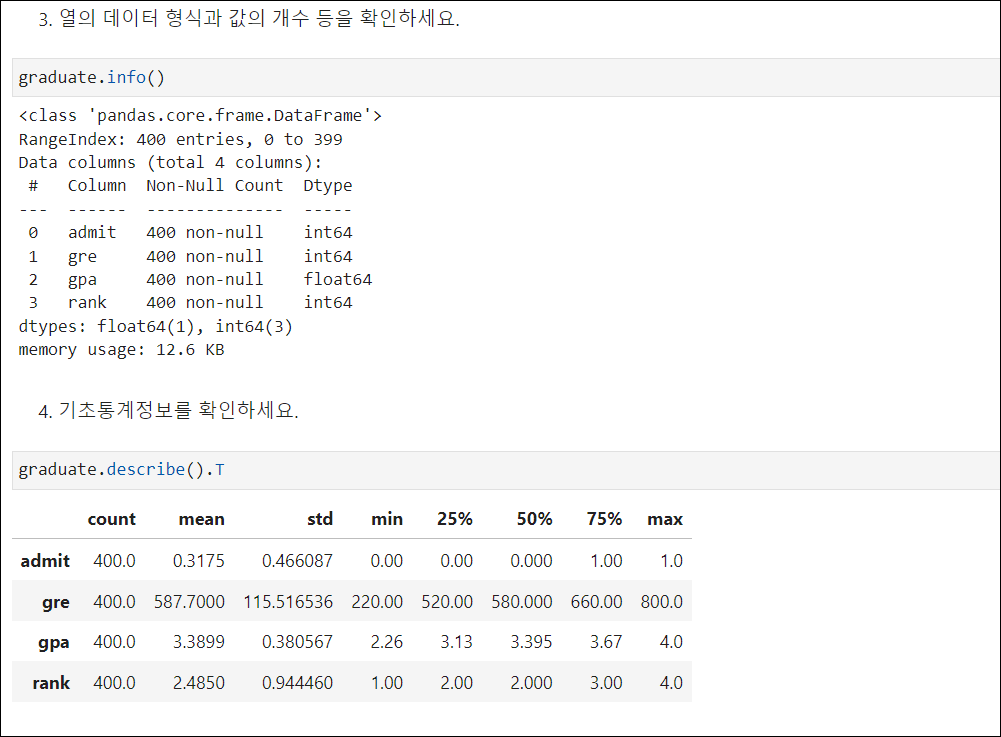 3. 열의 데이터 형식과 값의 개수 등을 확인하세요.
graduate.info()
<class 'pandas.core.frame.DataFrame'>
RangeIndex: 400 entries, 0 to 399
Data columns (total 4 columns):
 #   Column  Non-Null Count  Dtype
---  ------  --------------  -----
 0   admit   400 non-null    int64
 1   gre     400 non-null    int64
 2   gpa     400 non-null    float64
 3   rank    400 non-null    int64
dtypes: float64(1), int64(3)
memory usage: 12.6 KB
4. 기초통계정보를 확인하세요.
graduate.describe().T
count mean std min 25% 50% 75% max
admit 400.0 0.3175 0.466087 0.00 0.00 0.000 1.00 1.0
gre 400.0 587.7000 115.516536 220.00 520.00 580.000 660.00 800.0
gpa 400.0 3.3899 0.380567 2.26 3.13 3.395 3.67 4.0
rank 400.0 2.4850 0.944460 1.00 2.00 2.000 3.00 4.0